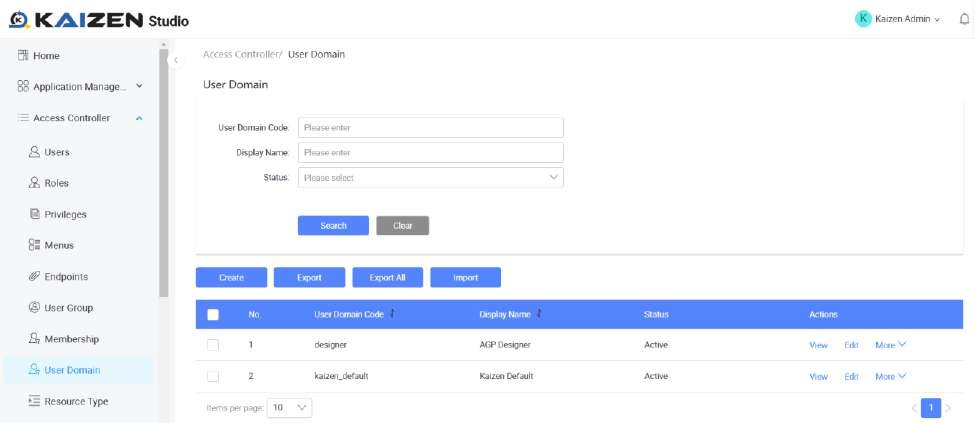 KAIZEN Studio
K Kaizen Admin
Home
Application Manage...
Access Controller
Users
Roles
Privileges
Menus
Endpoints
User Group
Membership
User Domain
Resource Type
Access Controller/ User Domain
User Domain
User Domain Code: Please enter
Display Name: Please enter
Status: Please select
Search Clear
Create Export Export All Import
No. User Domain Code Display Name Status Actions
1 designer AGP Designer Active View Edit More
2 kaizen_default Kaizen Default Active View Edit More
Items per page: 10 < 1 >